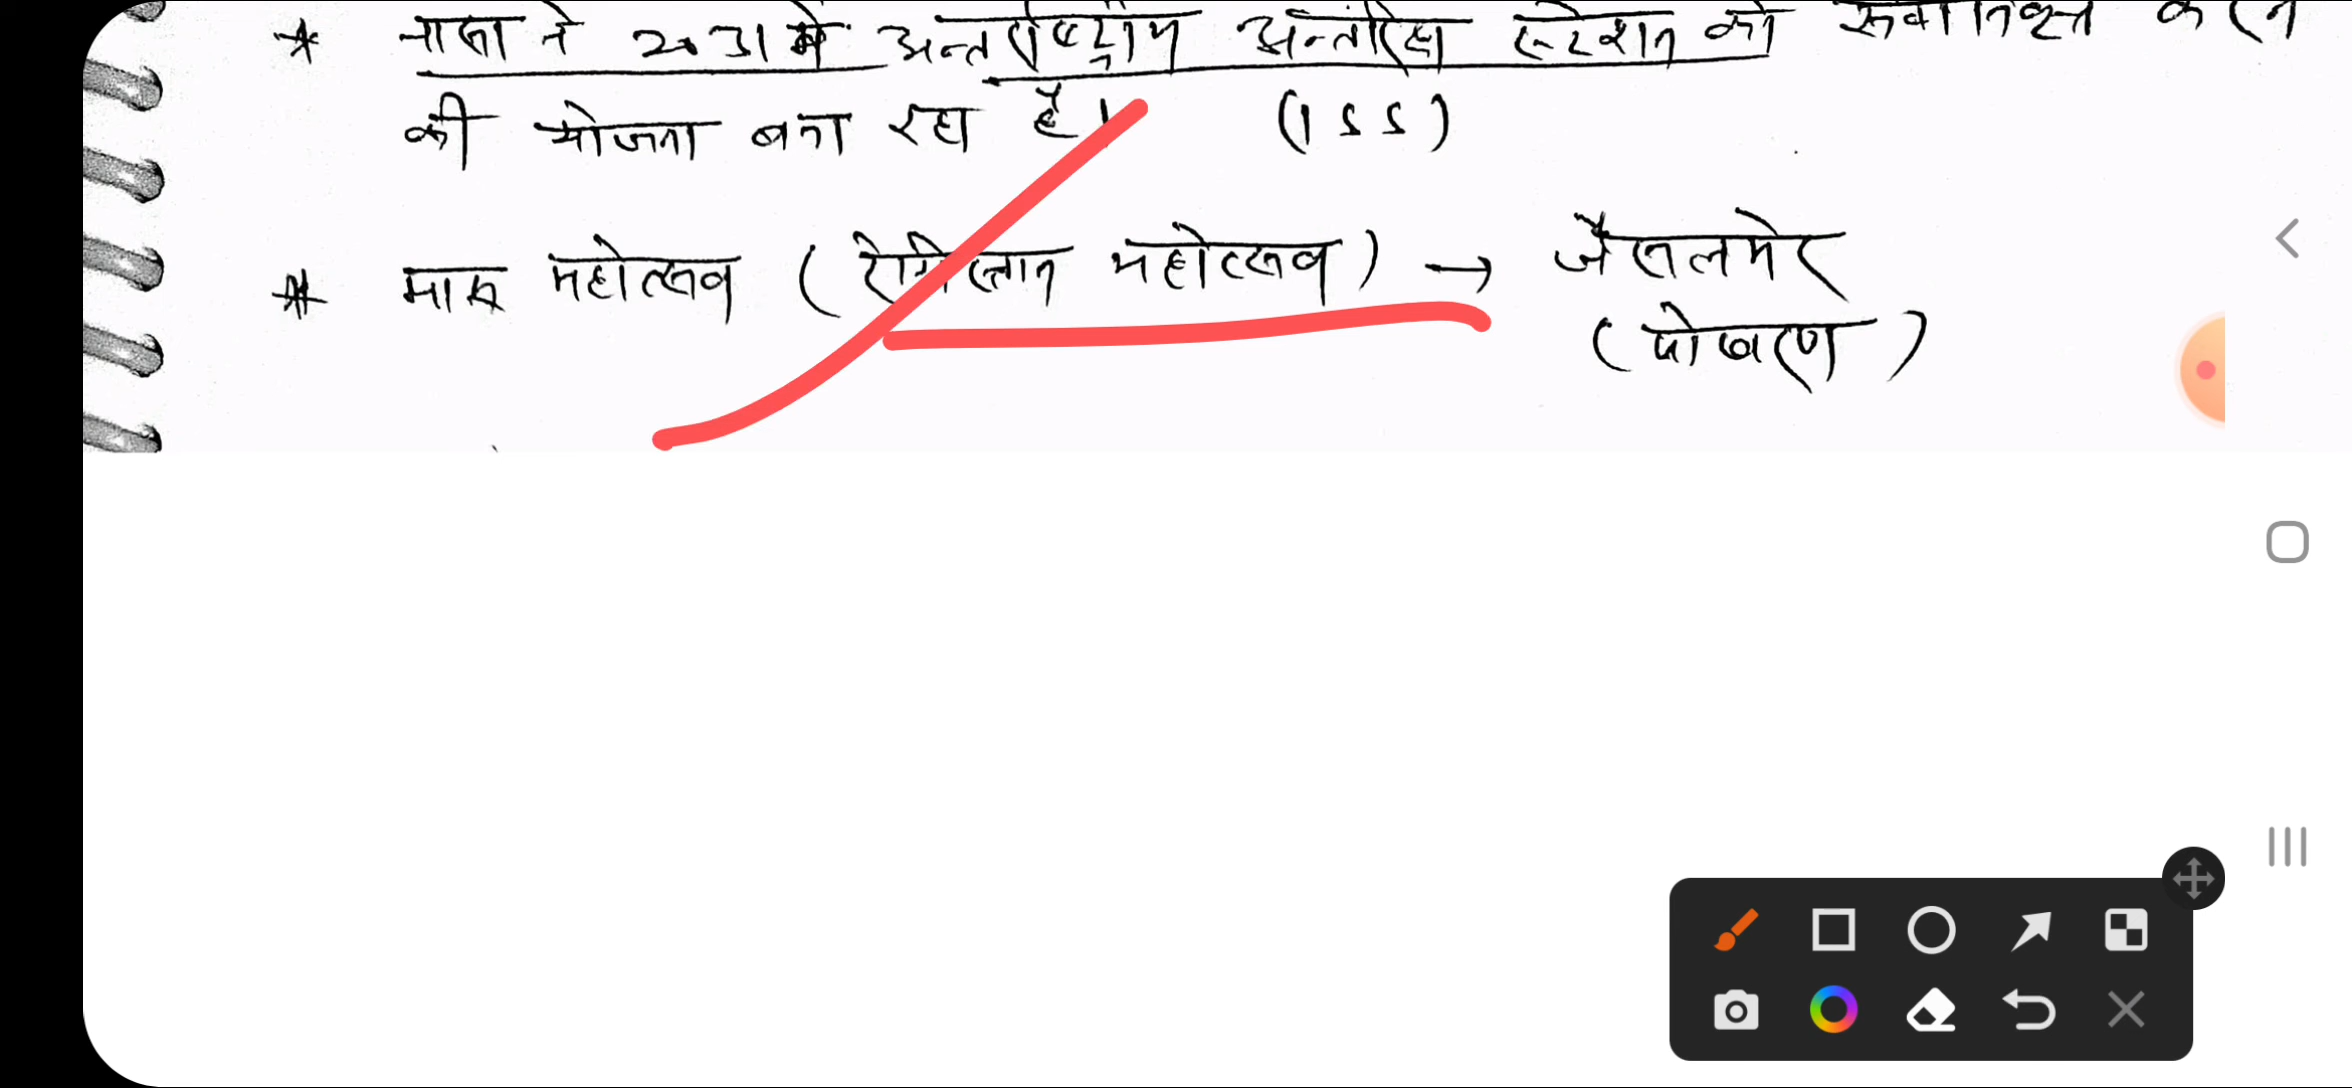 * नासा ने 2031 में अन्तर्राष्ट्रीय अन्तरिक्ष स्टेशन को सेवानिवृत्त करने
की योजना बना रहा है। (ISS)
* मारू महोत्सव ( रेगिस्तान महोत्सव ) → जैसलमेर
( पोखरण )